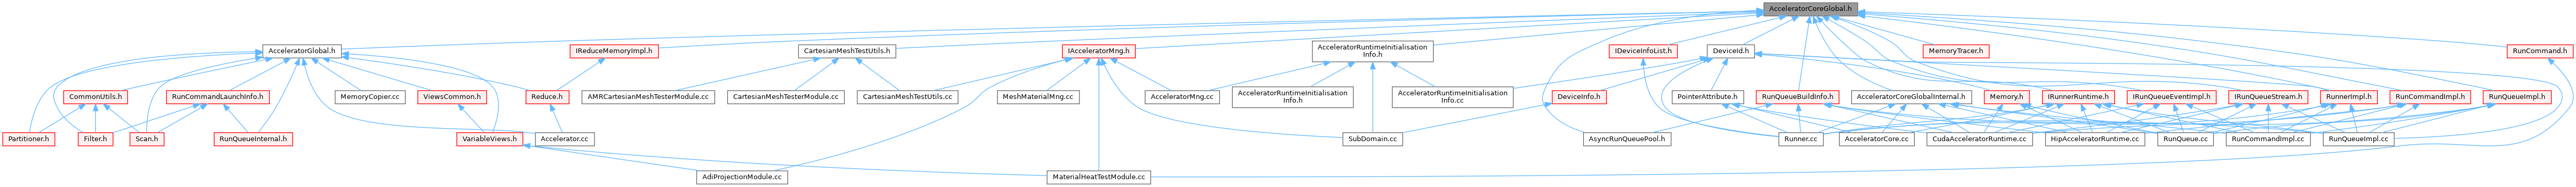 AcceleratorCoreGlobal.h
AcceleratorGlobal.h
IReduceMemoryImpl.h
CartesianMeshTestUtils.h
IAcceleratorMng.h
AcceleratorRuntimeInitialisation
Info.h
IDeviceInfoList.h
DeviceId.h
MemoryTracer.h
RunCommand.h
CommonUtils.h
RunCommandLaunchInfo.h
MemoryCopier.cc
ViewsCommon.h
Reduce.h
AMRCartesianMeshTesterModule.cc
CartesianMeshTesterModule.cc
CartesianMeshTestUtils.cc
MeshMaterialMng.cc
AcceleratorMng.cc
AcceleratorRuntimeInitialisation
Info.h
AcceleratorRuntimeInitialisation
Info.cc
DeviceInfo.h
PointerAttribute.h
RunQueueBuildInfo.h
AcceleratorCoreGlobalInternal.h
Memory.h
IRunnerRuntime.h
IRunQueueEventImpl.h
IRunQueueStream.h
RunnerImpl.h
RunCommandImpl.h
RunQueueImpl.h
Partitioner.h
Filter.h
Scan.h
RunQueueInternal.h
VariableViews.h
Accelerator.cc
SubDomain.cc
AsyncRunQueuePool.h
Runner.cc
AcceleratorCore.cc
CudaAcceleratorRuntime.cc
HipAcceleratorRuntime.cc
RunQueue.cc
RunCommandImpl.cc
RunQueueImpl.cc
AdiProjectionModule.cc
MaterialHeatTestModule.cc